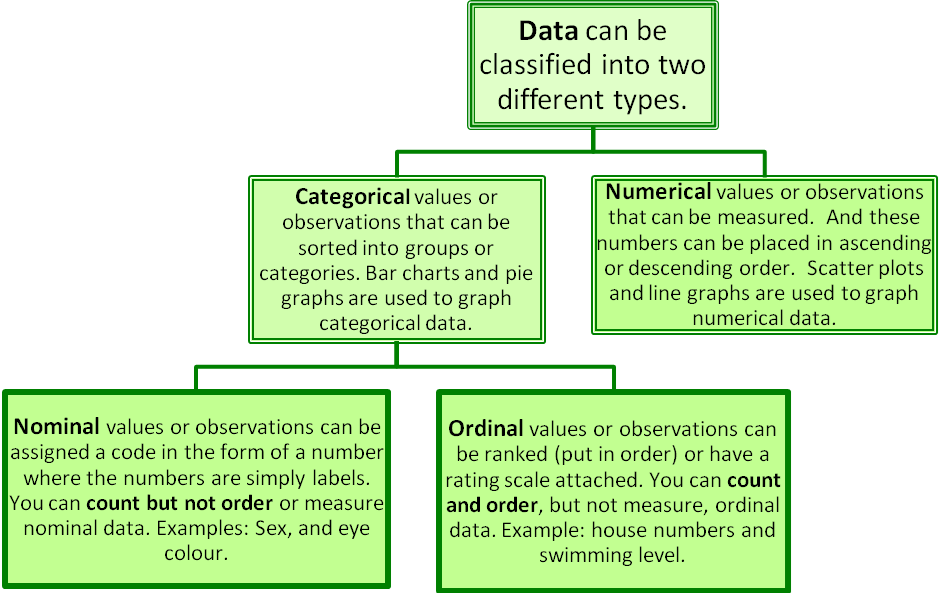 Data can be
classified into two
different types.
Categorical values or
observations that can be
sorted into groups or
categories. Bar charts and pie
graphs are used to graph
categorical data.
Numerical values or observations
that can be measured.  And these
numbers can be placed in ascending
or descending order.  Scatter plots
and line graphs are used to graph
numerical data.
Nominal values or observations can be
assigned a code in the form of a number
where the numbers are simply labels.
You can count but not order or measure
nominal data. Examples: Sex, and eye
colour.
Ordinal values or observations can
be ranked (put in order) or have a
rating scale attached. You can count
and order, but not measure, ordinal
data. Example: house numbers and
swimming level.